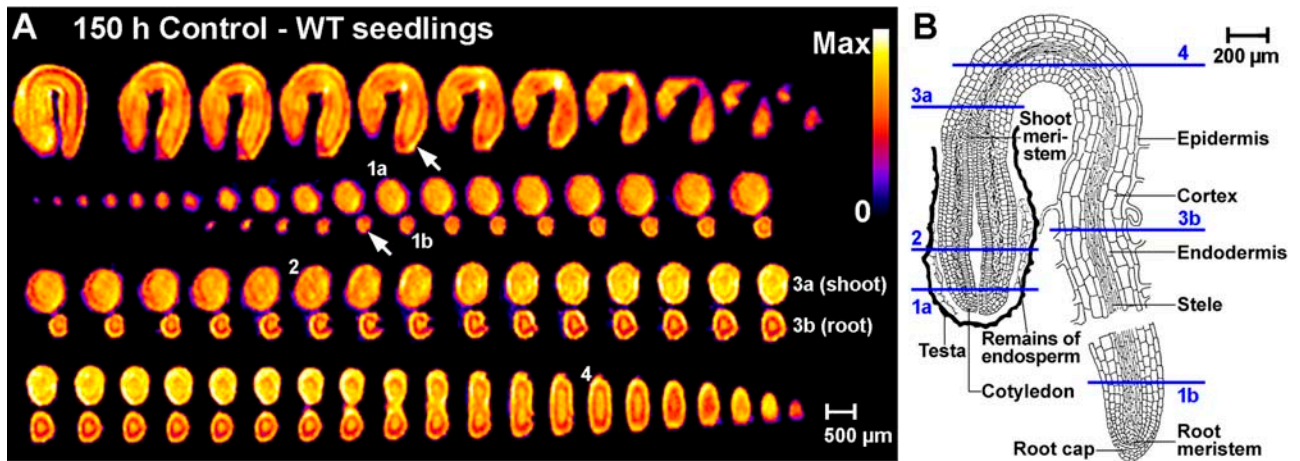 A 150 h Control - WT seedlings
Max
0
1a
1b
2
3a (shoot)
3b (root)
4
500 µm
B
200 µm
4
3a
Shoot
meri-
stem
Epidermis
Cortex
3b
2
Endodermis
1a
Stele
Testa
Remains of
endosperm
Cotyledon
1b
Root cap
Root
meristem